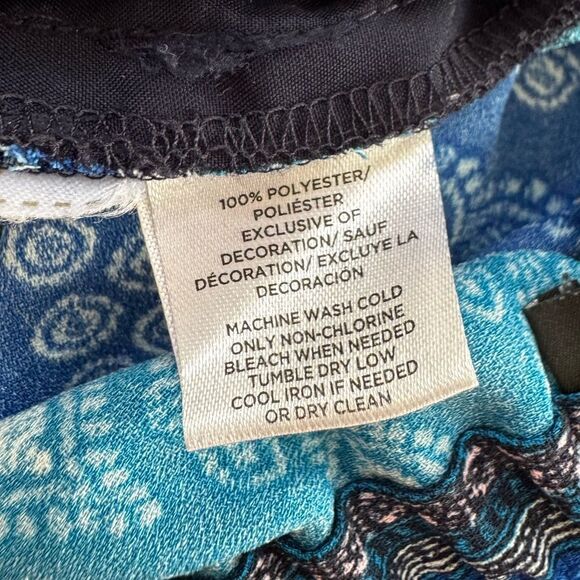 100% POLYESTER/
POLIÉSTER
EXCLUSIVE OF
DECORATION/ SAUF
DÉCORATION/ EXCLUYE LA
DECORACIÓN
MACHINE WASH COLD
ONLY NON-CHLORINE
BLEACH WHEN NEEDED
TUMBLE DRY LOW
COOL IRON IF NEEDED
OR DRY CLEAN